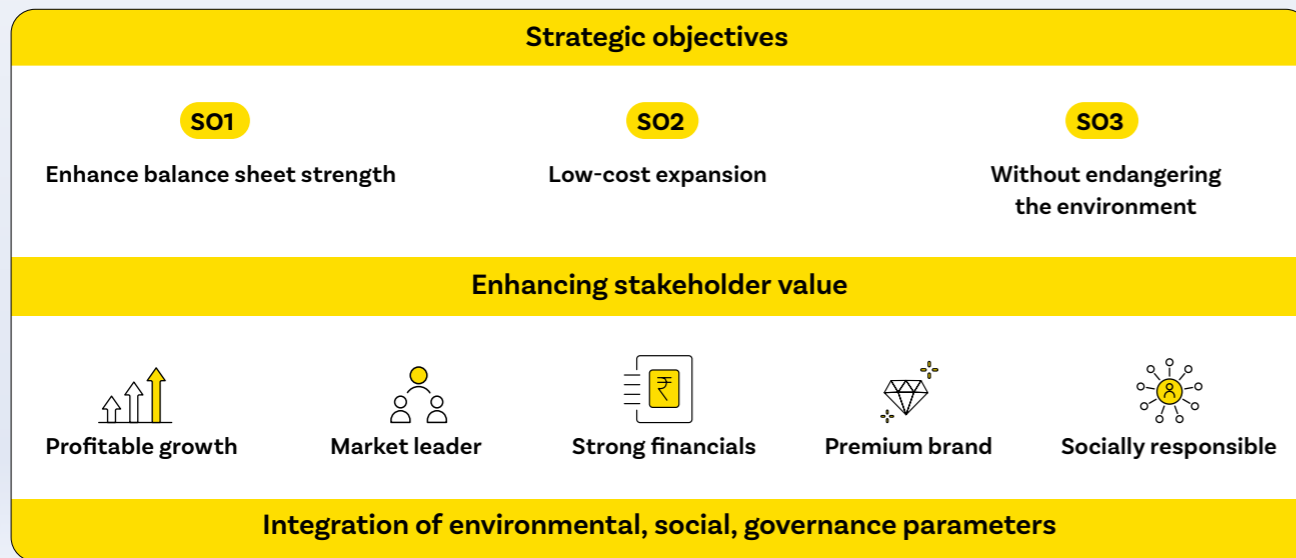 Strategic objectives
SO1
SO2
SO3
Enhance balance sheet strength
Low-cost expansion
Without endangering
the environment
Enhancing stakeholder value
₹
Profitable growth
Market leader
Strong financials
Premium brand
Socially responsible
Integration of environmental, social, governance parameters